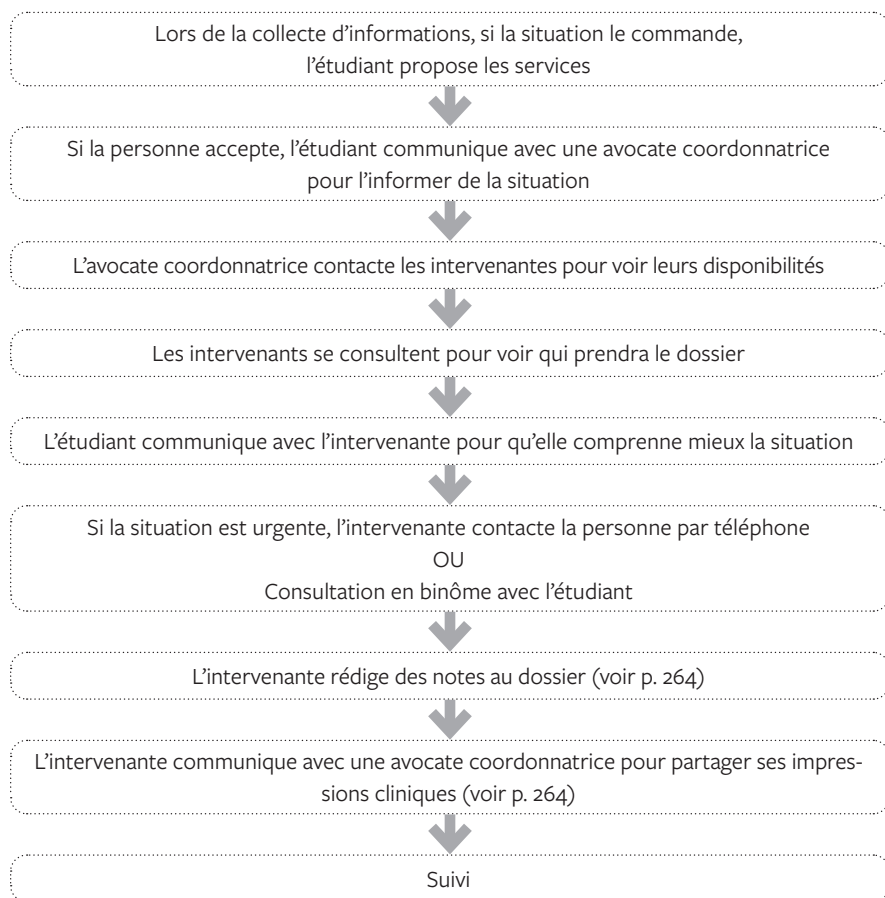 Lors de la collecte d’informations, si la situation le commande,
l’étudiant propose les services
Si la personne accepte, l’étudiant communique avec une avocate coordonnatrice
pour l’informer de la situation
L’avocate coordonnatrice contacte les intervenantes pour voir leurs disponibilités
Les intervenants se consultent pour voir qui prendra le dossier
L’étudiant communique avec l’intervenante pour qu’elle comprenne mieux la situation
Si la situation est urgente, l’intervenante contacte la personne par téléphone
OU
Consultation en binôme avec l’étudiant
L’intervenante rédige des notes au dossier (voir p. 264)
L’intervenante communique avec une avocate coordonnatrice pour partager ses impres-
sions cliniques (voir p. 264)
Suivi